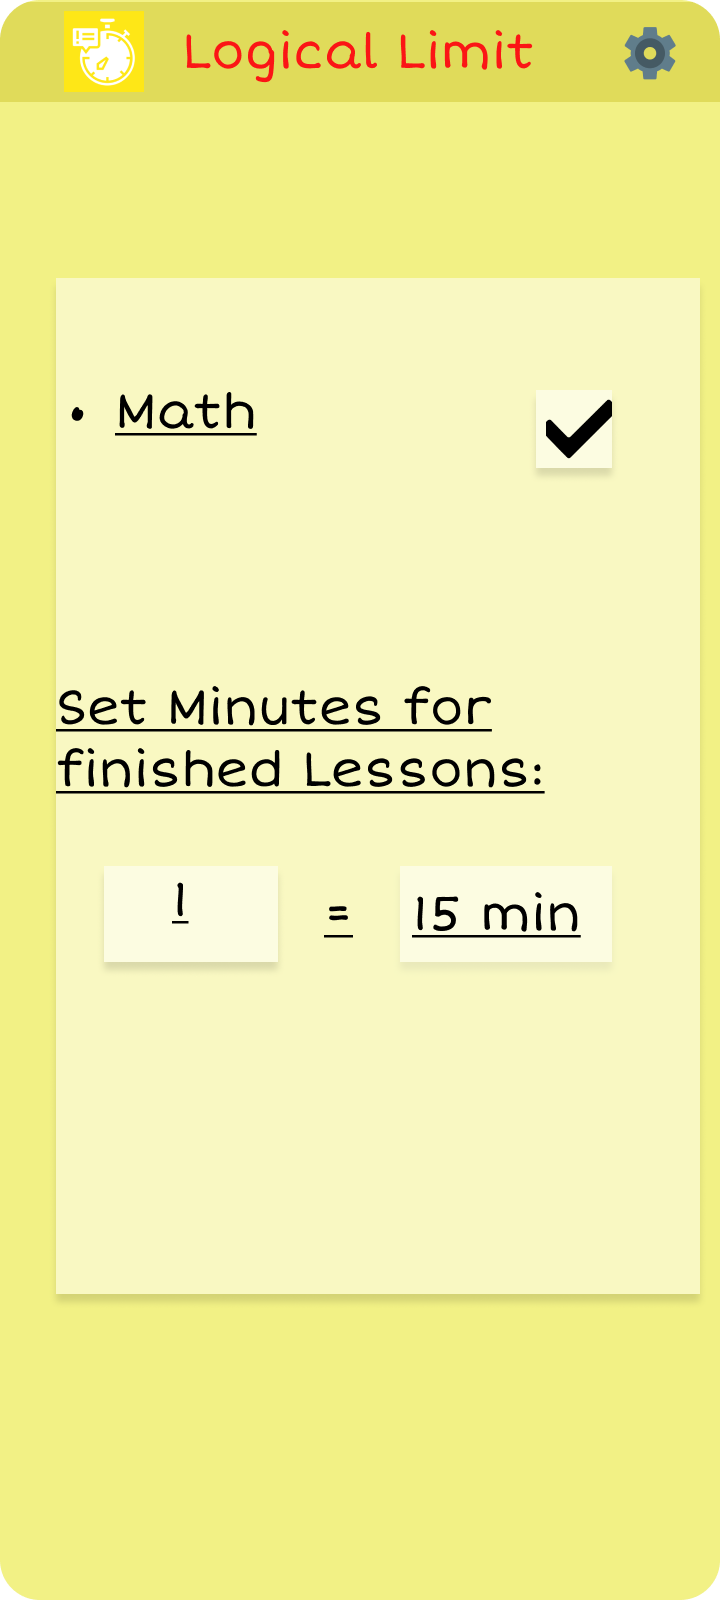 Logical Limit
• Math
Set Minutes for
finished Lessons:
1 = 15 min